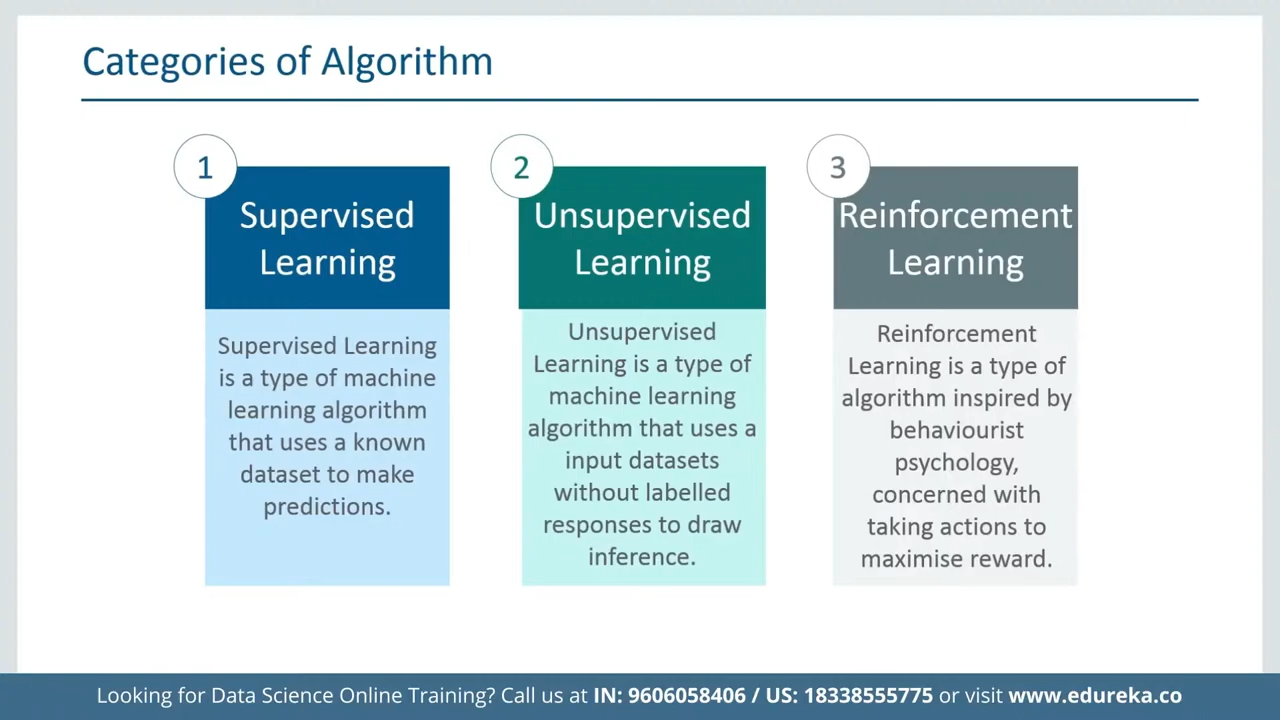 Categories of Algorithm
1
Supervised
Learning
Supervised Learning
is a type of machine
learning algorithm
that uses a known
dataset to make
predictions.
2
Unsupervised
Learning
Unsupervised
Learning is a type of
machine learning
algorithm that uses a
input datasets
without labelled
responses to draw
inference.
3
Reinforcement
Learning
Reinforcement
Learning is a type of
algorithm inspired by
behaviourist
psychology,
concerned with
taking actions to
maximise reward.
Looking for Data Science Online Training? Call us at IN: 9606058406 / US: 18338555775 or visit www.edureka.co